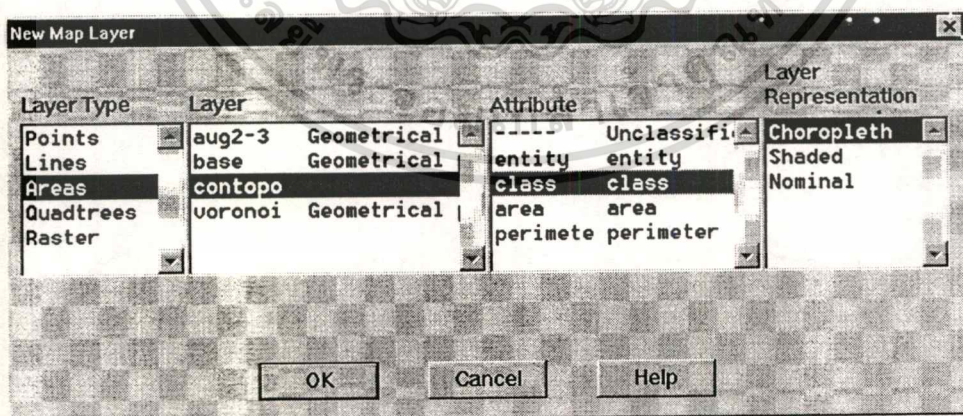 New Map Layer
Layer Type
Points
Lines
Areas
Quadtrees
Raster
Layer
aug2-3 Geometrical
base Geometrical
contopo
voronoi Geometrical
Attribute
----- Unclassifi
entity entity
class class
area area
perimete perimeter
Layer
Representation
Choropleth
Shaded
Nominal
OK
Cancel
Help